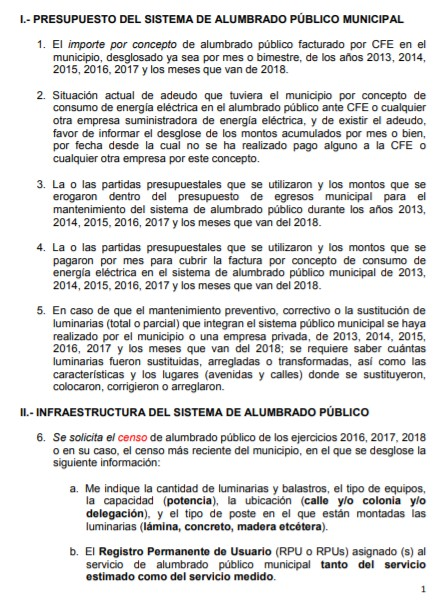 I.- PRESUPUESTO DEL SISTEMA DE ALUMBRADO PÚBLICO MUNICIPAL
1. El importe por concepto de alumbrado público facturado por CFE en el
municipio, desglosado ya sea por mes o bimestre, de los años 2013, 2014,
2015, 2016, 2017 y los meses que van de 2018.
2. Situación actual de adeudo que tuviera el municipio por concepto de
consumo de energía eléctrica en el alumbrado público ante CFE o cualquier
otra empresa suministradora de energía eléctrica, y de existir el adeudo,
favor de informar el desglose de los montos acumulados por mes o bien,
por fecha desde la cual no se ha realizado pago alguno a la CFE o
cualquier otra empresa por este concepto.
3. La o las partidas presupuestales que se utilizaron y los montos que se
erogaron dentro del presupuesto de egresos municipal para el
mantenimiento del sistema de alumbrado público durante los años 2013,
2014, 2015, 2016, 2017 y los meses que van del 2018.
4. La o las partidas presupuestales que se utilizaron y los montos que se
pagaron por mes para cubrir la factura por concepto de consumo de
energía eléctrica en el sistema de alumbrado público municipal de 2013,
2014, 2015, 2016, 2017 y los meses que van del 2018.
5. En caso de que el mantenimiento preventivo, correctivo o la sustitución de
luminarias (total o parcial) que integran el sistema público municipal se haya
realizado por el municipio o una empresa privada, de 2013, 2014, 2015,
2016, 2017 y los meses que van del 2018; se requiere saber cuántas
luminarias fueron sustituidas, arregladas o transformadas, así como las
características y los lugares (avenidas y calles) donde se sustituyeron,
colocaron, corrigieron o arreglaron.
II.- INFRAESTRUCTURA DEL SISTEMA DE ALUMBRADO PÚBLICO
6. Se solicita el censo de alumbrado público de los ejercicios 2016, 2017, 2018
o en su caso, el censo más reciente del municipio, en el que se desglose la
siguiente información:
a. Me indique la cantidad de luminarias y balastros, el tipo de equipos,
la capacidad (potencia), la ubicación (calle y/o colonia y/o
delegación), y el tipo de poste en el que están montadas las
luminarias (lámina, concreto, madera etcétera).
b. El Registro Permanente de Usuario (RPU o RPUs) asignado (s) al
servicio de alumbrado público municipal tanto del servicio
estimado como del servicio medido.
1